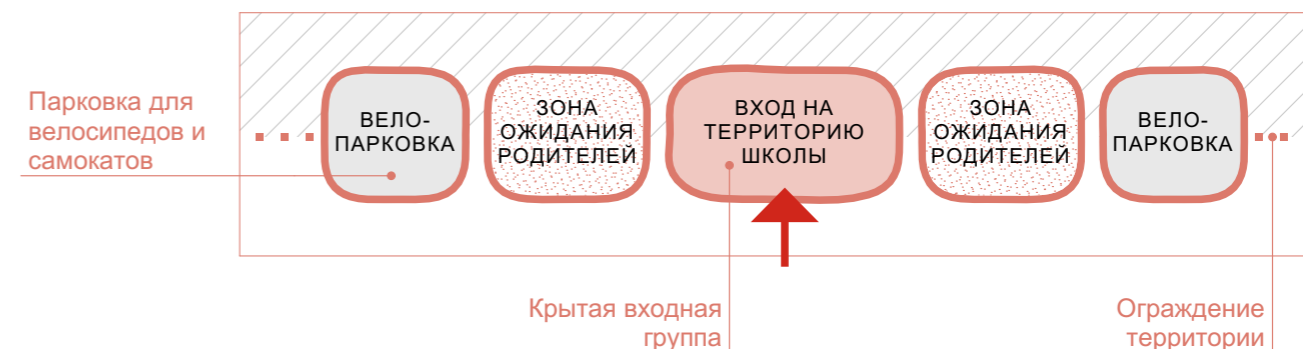 Парковка для
велосипедов и
самокатов
ВЕЛО-
ПАРКОВКА
ЗОНА
ОЖИДАНИЯ
РОДИТЕЛЕЙ
ВХОД НА
ТЕРРИТОРИЮ
ШКОЛЫ
ЗОНА
ОЖИДАНИЯ
РОДИТЕЛЕЙ
ВЕЛО-
ПАРКОВКА
Крытая входная
группа
Ограждение
территории